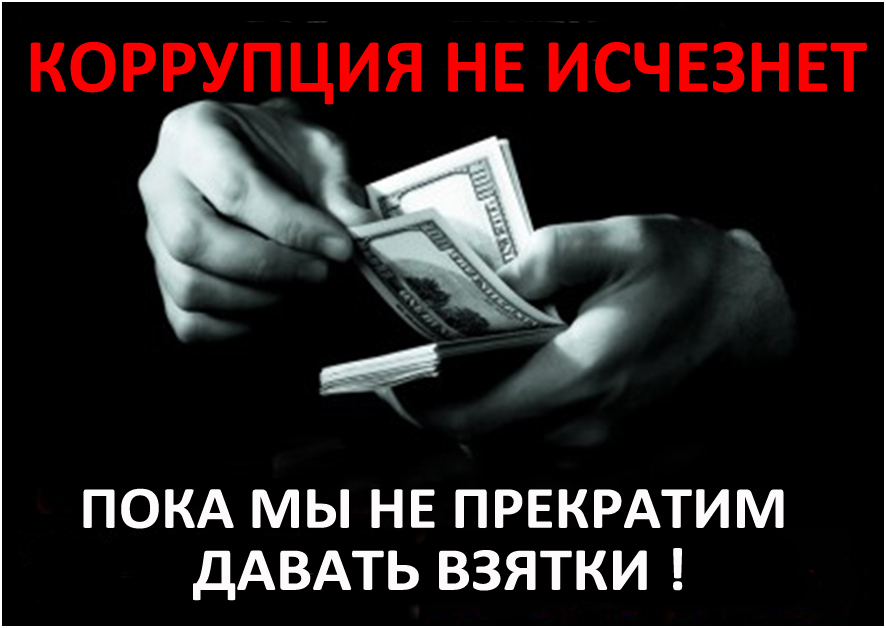 КОРРУПЦИЯ НЕ ИСЧЕЗНЕТ
ПОКА МЫ НЕ ПРЕКРАТИМ
ДАВАТЬ ВЗЯТКИ !